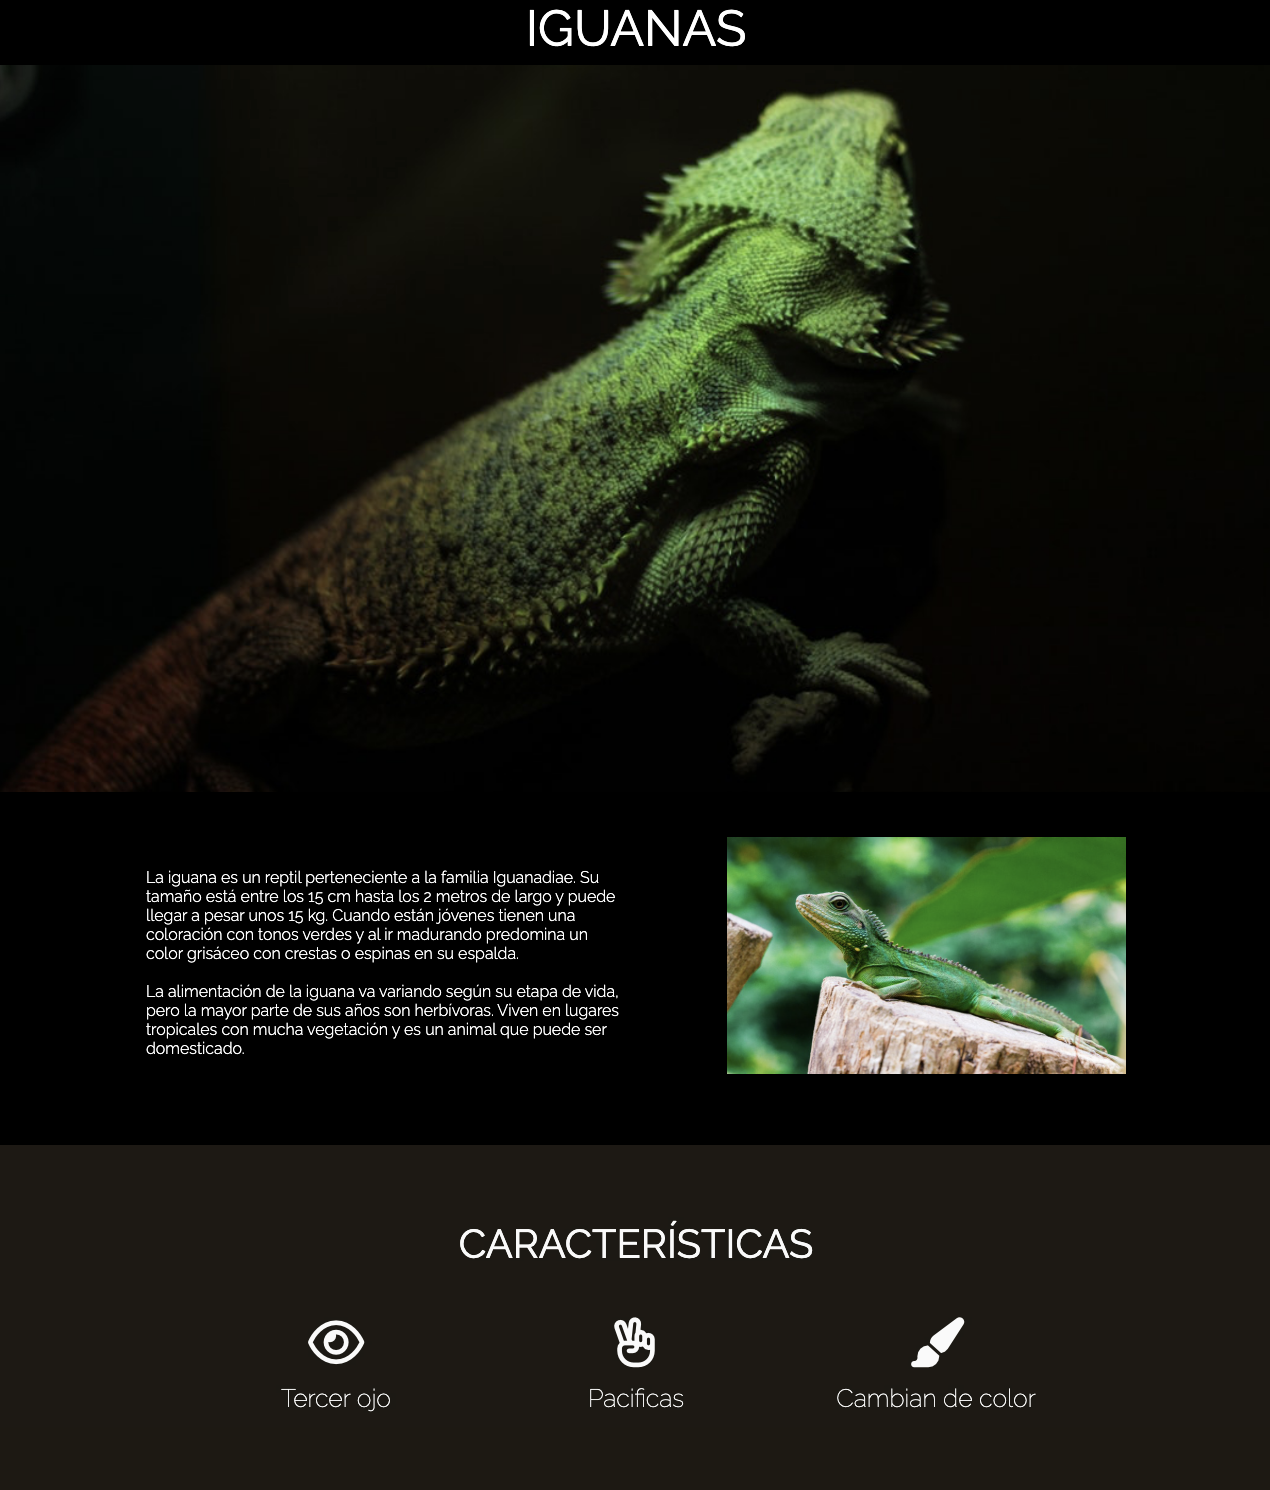 IGUANAS
La iguana es un reptil perteneciente a la familia Iguanadiae. Su
tamaño está entre los 15 cm hasta los 2 metros de largo y puede
llegar a pesar unos 15 kg. Cuando están jóvenes tienen una
coloración con tonos verdes y al ir madurando predomina un
color grisáceo con crestas o espinas en su espalda.
La alimentación de la iguana va variando según su etapa de vida,
pero la mayor parte de sus años son herbívoras. Viven en lugares
tropicales con mucha vegetación y es un animal que puede ser
domesticado.
CARACTERÍSTICAS
Tercer ojo
Pacificas
Cambian de color